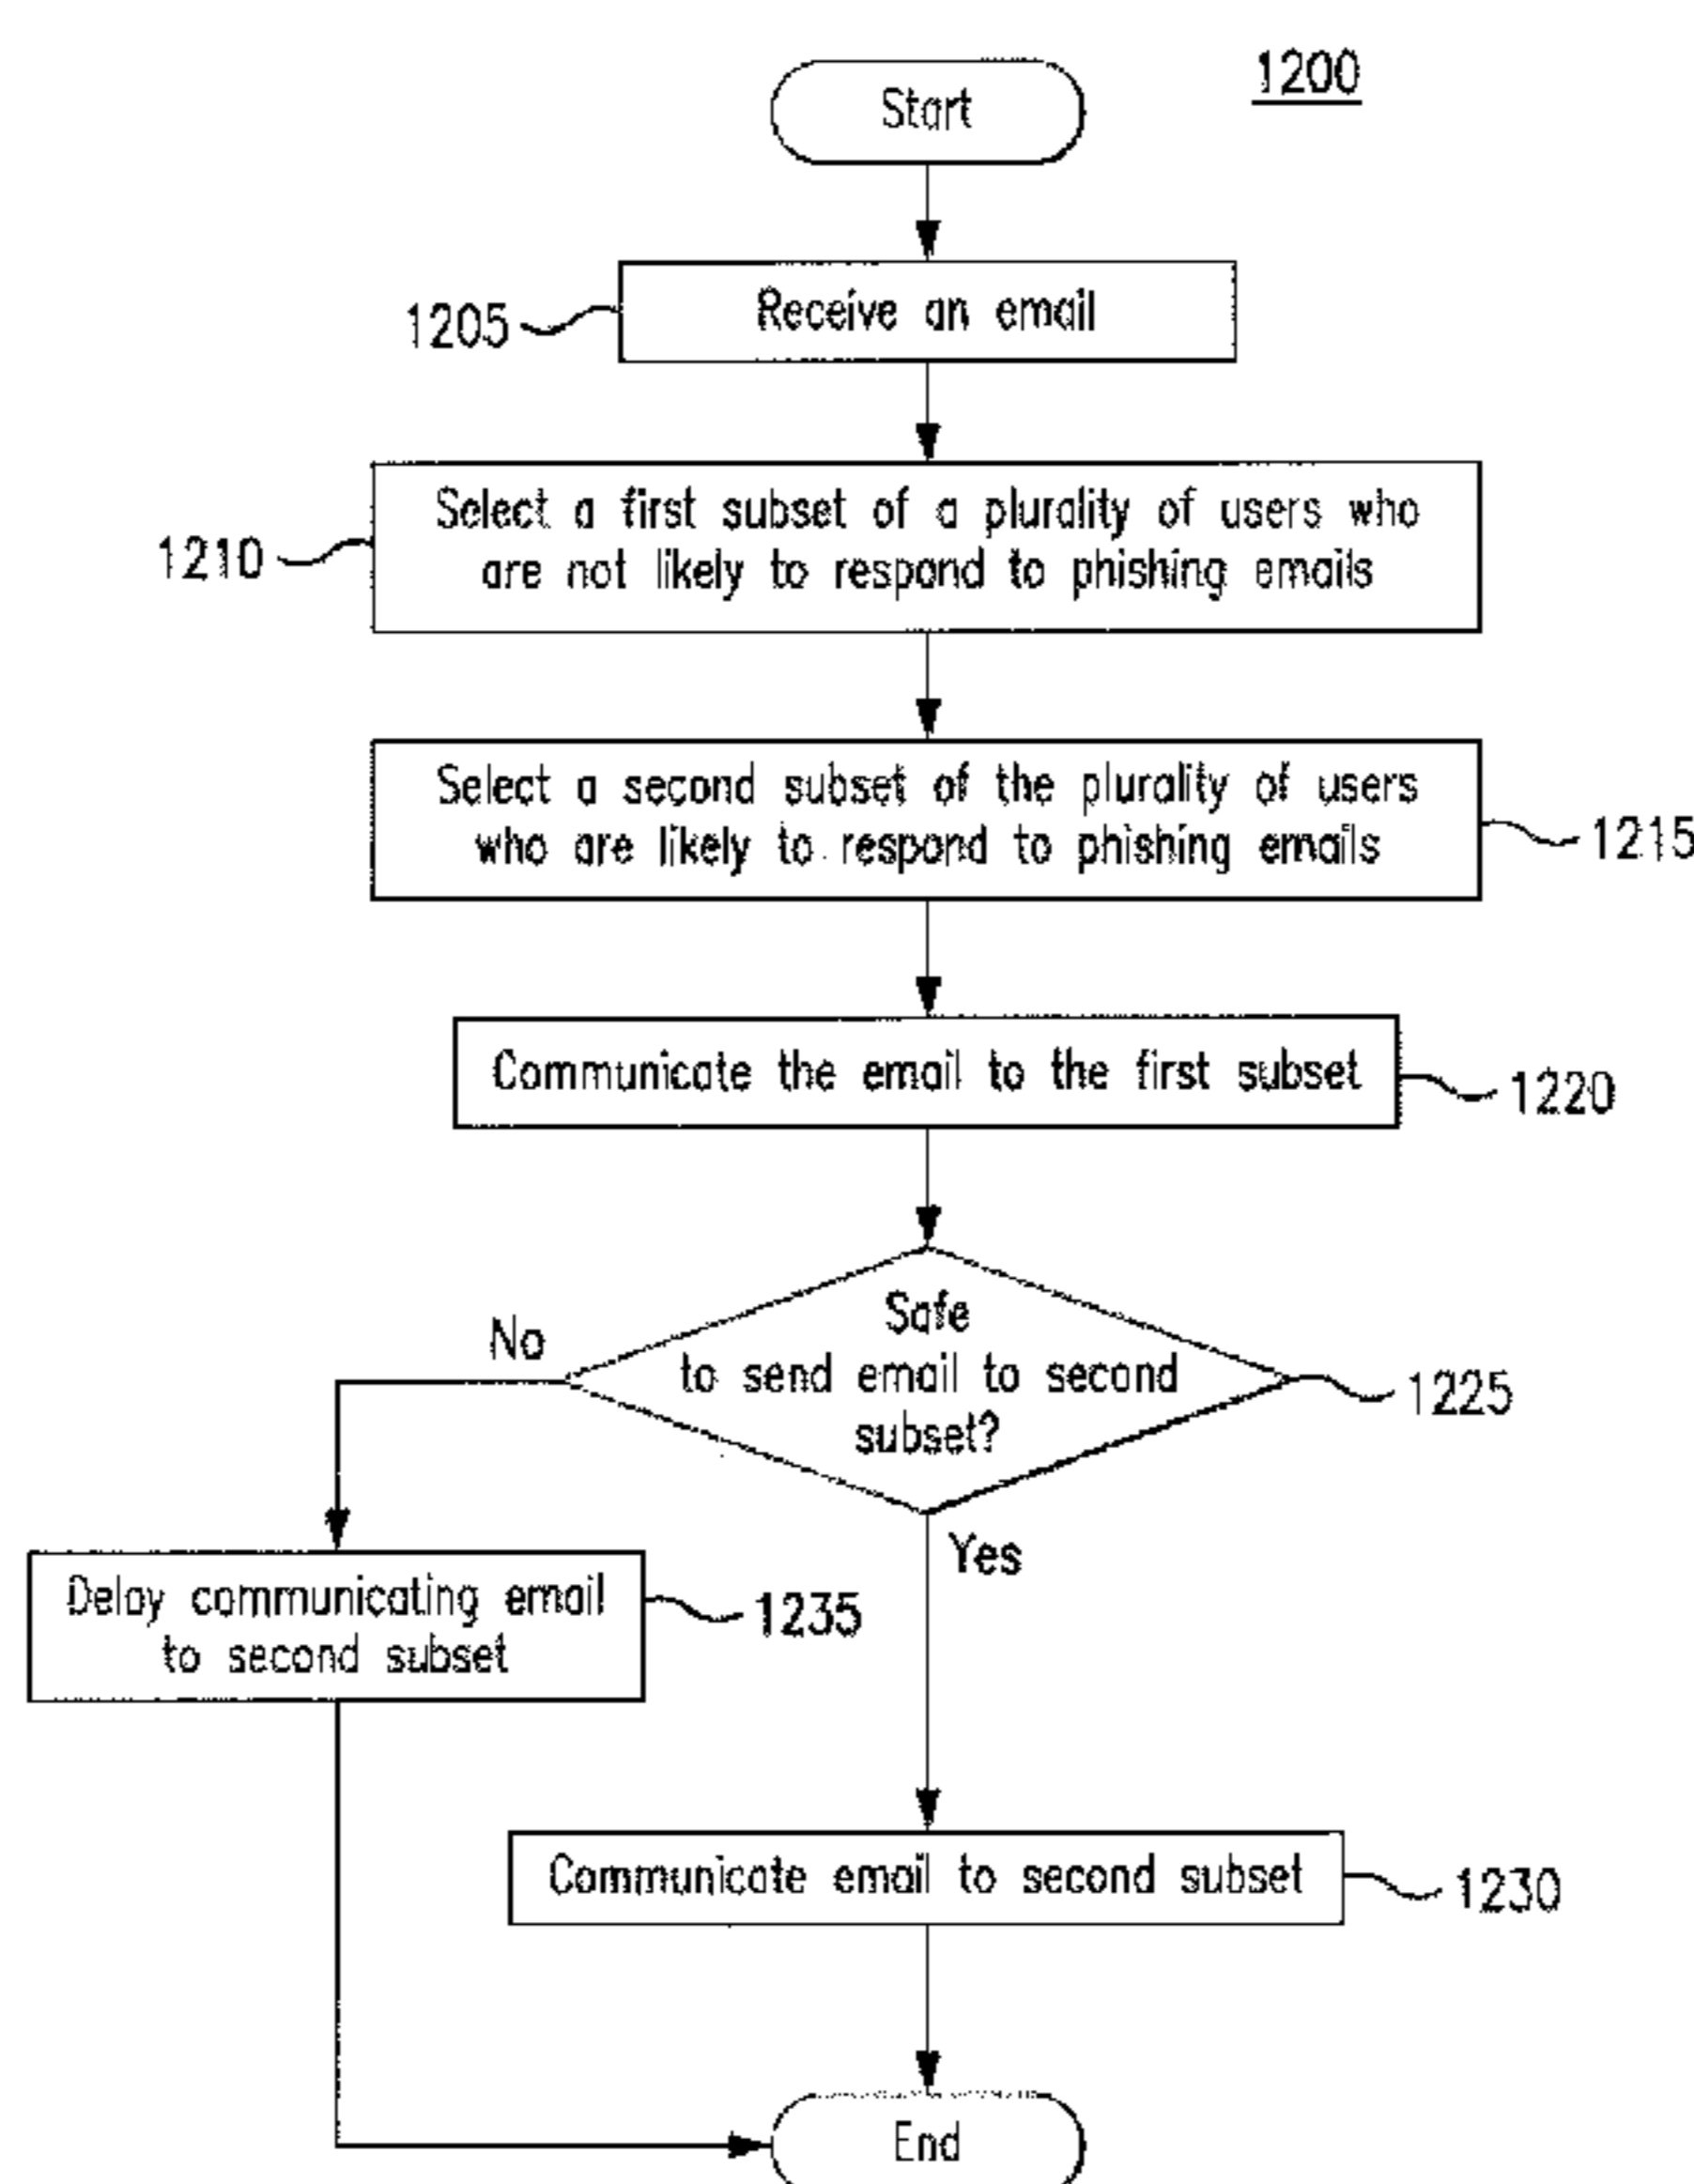 1200
Start
1205
Receive an email
1210
Select a first subset of a plurality of users who
are not likely to respond to phishing emails
Select a second subset of the plurality of users
who are likely to respond to phishing emails
1215
Communicate the email to the first subset
1220
Safe
to send email to second
subset?
1225
No
Yes
Delay communicating email
to second subset
1235
Communicate email to second subset
1230
End